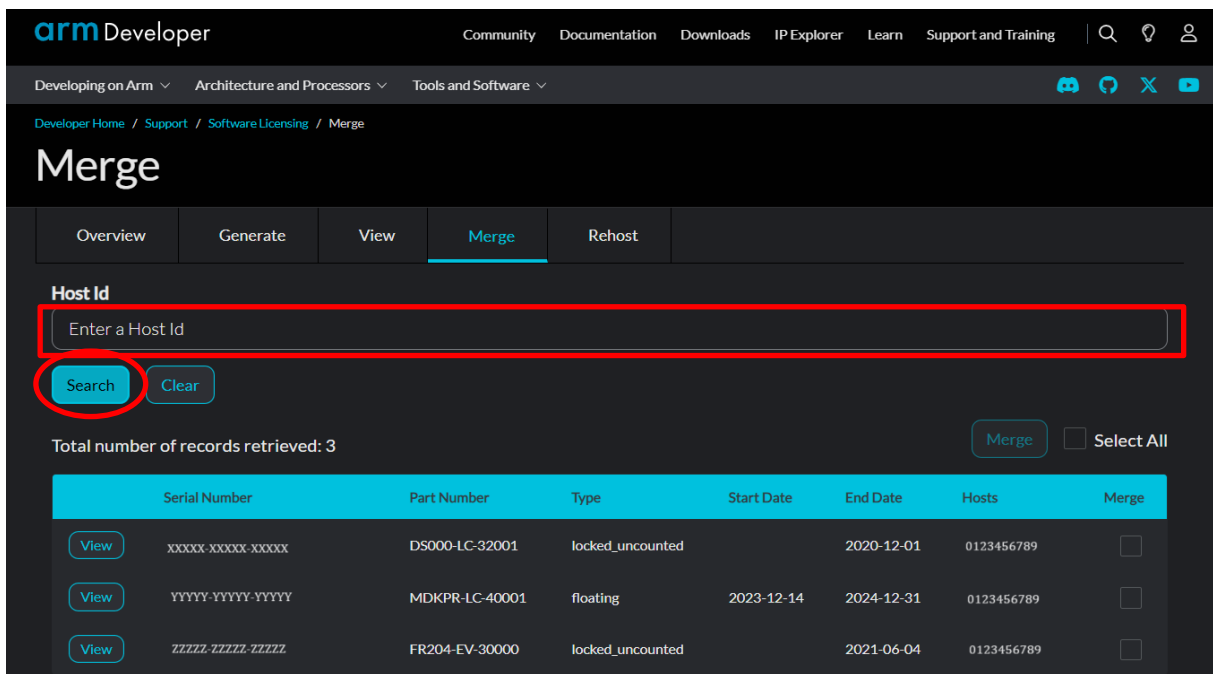 arm Developer
Community Documentation Downloads IP Explorer Learn Support and Training
Developing on Arm Architecture and Processors Tools and Software
Developer Home / Support / Software Licensing / Merge
Merge
Overview Generate View Merge Rehost
Host Id
Enter a Host Id
Search Clear
Total number of records retrieved: 3 Merge Select All
Serial Number Part Number Type Start Date End Date Hosts Merge
View XXXXX-XXXXX-XXXXX DS000-LC-32001 locked_uncounted 2020-12-01 0123456789
View YYYYY-YYYYY-YYYYY MDKPR-LC-40001 floating 2023-12-14 2024-12-31 0123456789
View ZZZZZ-ZZZZZ-ZZZZZ FR204-EV-30000 locked_uncounted 2021-06-04 0123456789